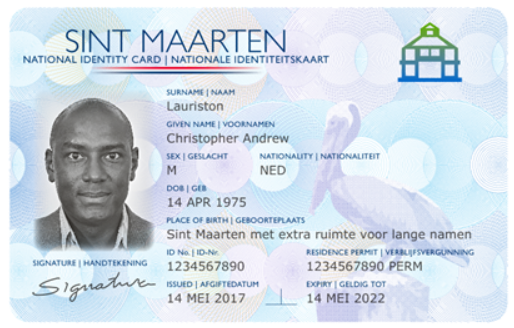 SINT MAARTEN
NATIONAL IDENTITY CARD | NATIONALE IDENTITEITSKAART
SURNAME | NAAM
Lauriston
GIVEN NAME | VOORNAMEN
Christopher Andrew
SEX | GESLACHT NATIONALITY | NATIONALITEIT
M NED
DOB | GEB
14 APR 1975
PLACE OF BIRTH | GEBOORTEPLAATS
Sint Maarten met extra ruimte voor lange namen
ID No. | ID-Nr. RESIDENCE PERMIT | VERBLIJFSVERGUNNING
1234567890 1234567890 PERM
SIGNATURE | HANDTEKENING
Signature
ISSUED | AFGIFTEDATUM EXPIRY | GELDIG TOT
14 MEI 2017 14 MEI 2022